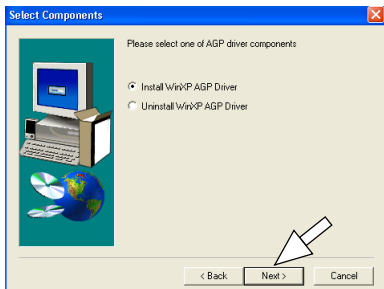 Select Components
Please select one of AGP driver components
Install WinXP AGP Driver
Uninstall WinXP AGP Driver
< Back
Next >
Cancel